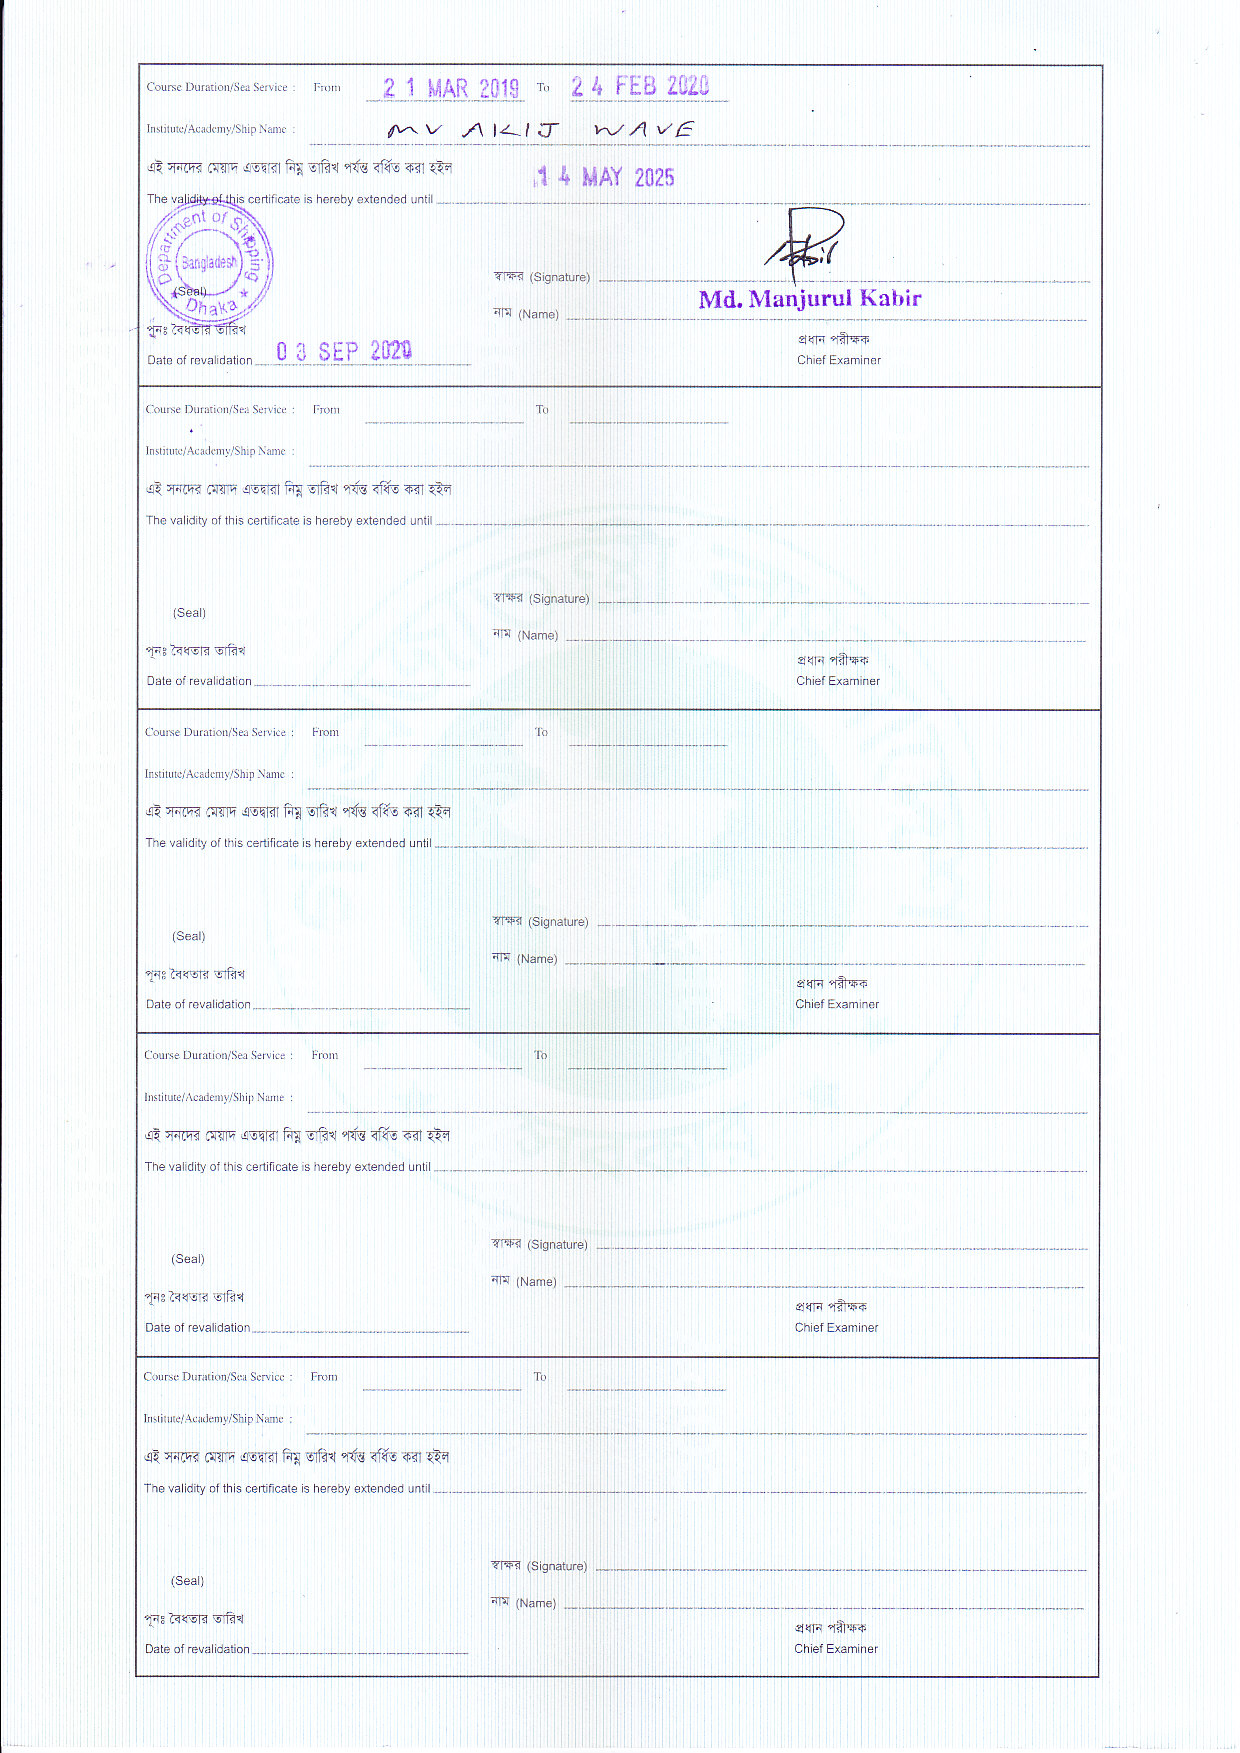 Course Duration/Sea Service : From 21 MAR 2019 To 24 FEB 2020
Institute/Academy/Ship Name : MV AKIJ WAVE
এই সনদের মেয়াদ এতদ্বারা নিম্ন তারিখ পর্যন্ত বর্ধিত করা হইল
The validity of this certificate is hereby extended until 14 MAY 2025
Department of Shipping
Bangladesh
Dhaka
(Seal)
স্বাক্ষর (Signature)
Md. Manjurul Kabir
নাম (Name)
পূনঃ বৈধতার তারিখ
প্রধান পরীক্ষক
Date of revalidation 03 SEP 2020
Chief Examiner
Course Duration/Sea Service : From To
Institute/Academy/Ship Name :
এই সনদের মেয়াদ এতদ্বারা নিম্ন তারিখ পর্যন্ত বর্ধিত করা হইল
The validity of this certificate is hereby extended until
স্বাক্ষর (Signature)
(Seal)
নাম (Name)
পূনঃ বৈধতার তারিখ
প্রধান পরীক্ষক
Date of revalidation
Chief Examiner
Course Duration/Sea Service : From To
Institute/Academy/Ship Name :
এই সনদের মেয়াদ এতদ্বারা নিম্ন তারিখ পর্যন্ত বর্ধিত করা হইল
The validity of this certificate is hereby extended until
স্বাক্ষর (Signature)
(Seal)
নাম (Name)
পূনঃ বৈধতার তারিখ
প্রধান পরীক্ষক
Date of revalidation
Chief Examiner
Course Duration/Sea Service : From To
Institute/Academy/Ship Name :
এই সনদের মেয়াদ এতদ্বারা নিম্ন তারিখ পর্যন্ত বর্ধিত করা হইল
The validity of this certificate is hereby extended until
স্বাক্ষর (Signature)
(Seal)
নাম (Name)
পূনঃ বৈধতার তারিখ
প্রধান পরীক্ষক
Date of revalidation
Chief Examiner
Course Duration/Sea Service : From To
Institute/Academy/Ship Name :
এই সনদের মেয়াদ এতদ্বারা নিম্ন তারিখ পর্যন্ত বর্ধিত করা হইল
The validity of this certificate is hereby extended until
স্বাক্ষর (Signature)
(Seal)
নাম (Name)
পূনঃ বৈধতার তারিখ
প্রধান পরীক্ষক
Date of revalidation
Chief Examiner